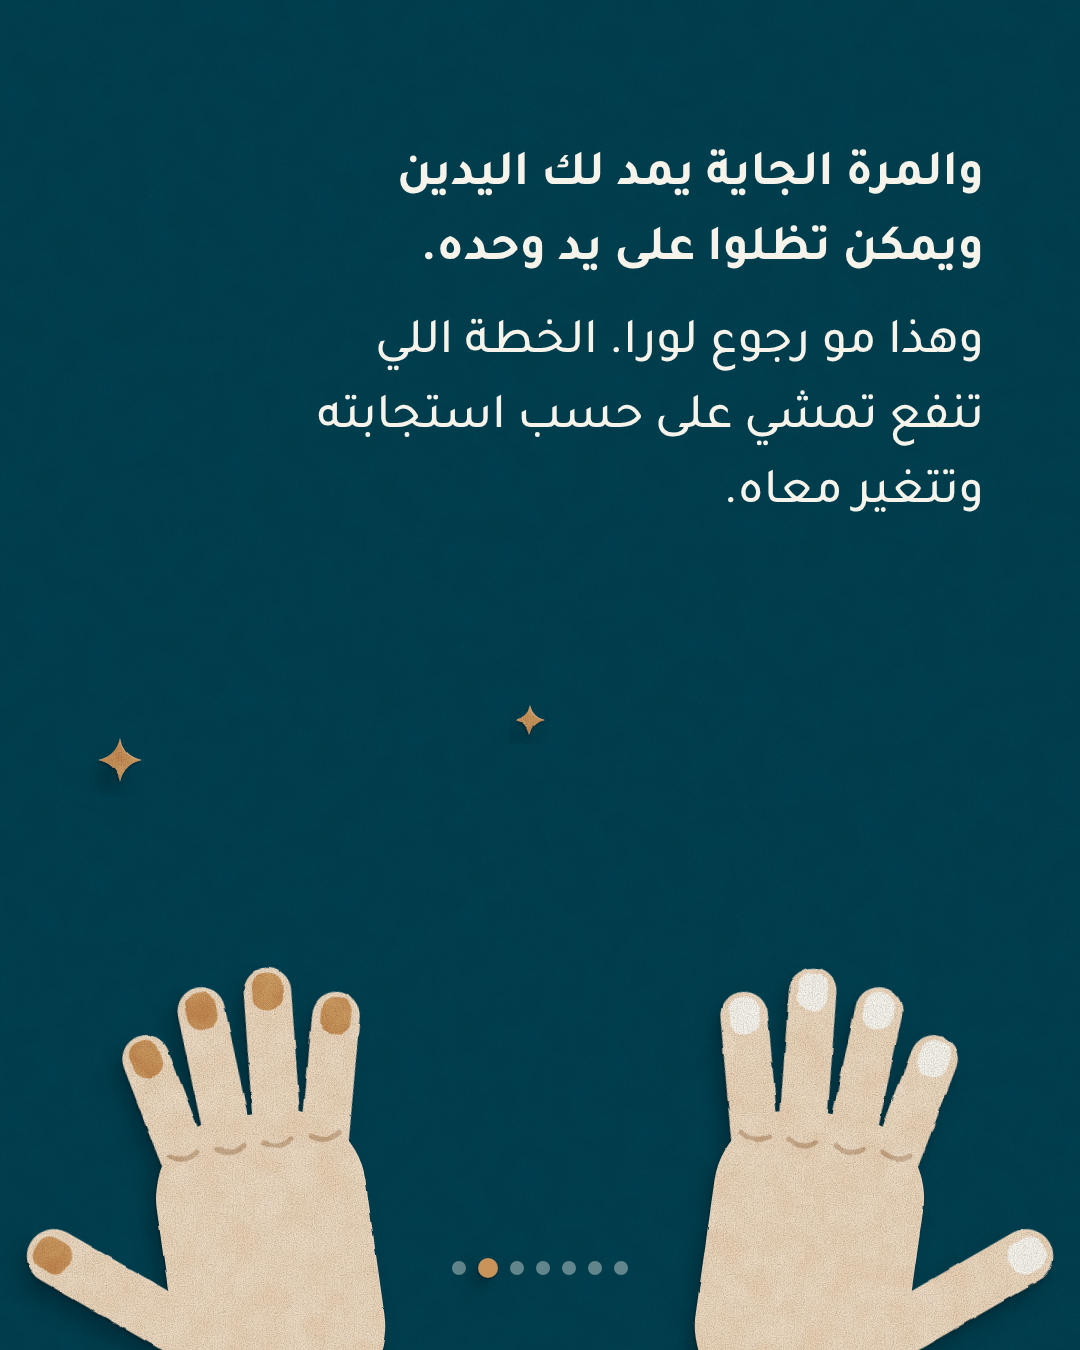 والمرة الجاية يمد لك اليدين
ويمكن تظلوا على يد وحده.
وهذا مو رجوع لورا. الخطة اللي
تنفع تمشي على حسب استجابته
وتتغير معاه.